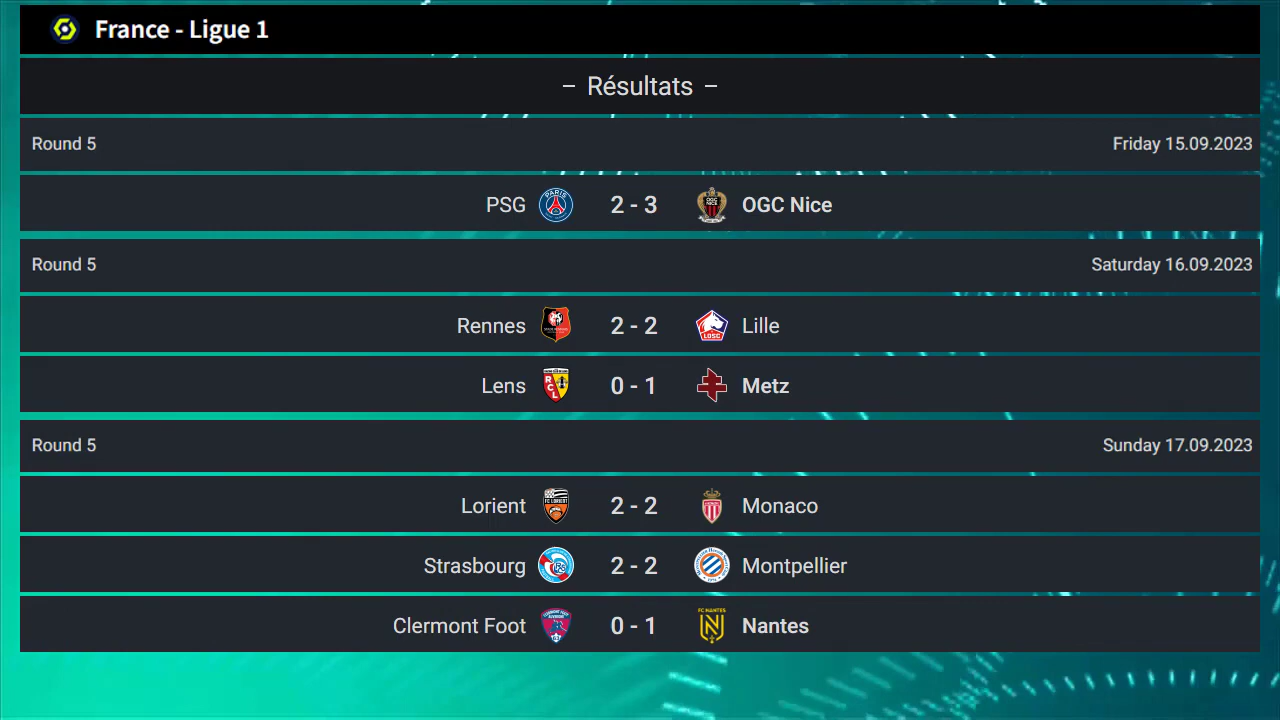 France - Ligue 1
– Résultats –
Round 5 Friday 15.09.2023
PSG 2 - 3 OGC Nice
Round 5 Saturday 16.09.2023
Rennes 2 - 2 Lille
Lens 0 - 1 Metz
Round 5 Sunday 17.09.2023
Lorient 2 - 2 Monaco
Strasbourg 2 - 2 Montpellier
Clermont Foot 0 - 1 Nantes